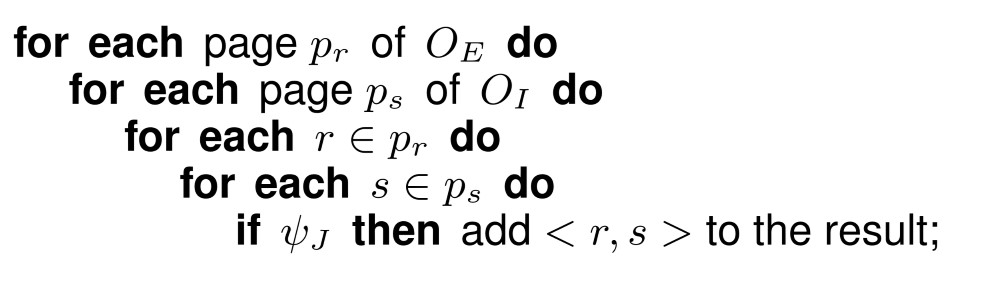 for each page p_r of O_E do
for each page p_s of O_I do
for each r ∈ p_r do
for each s ∈ p_s do
if ψ_J then add < r, s > to the result;